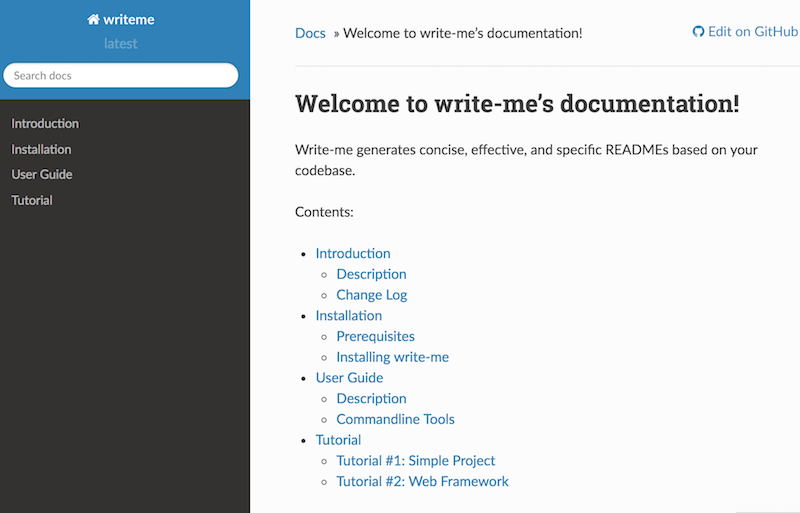 writeme
latest
Search docs
Introduction
Installation
User Guide
Tutorial
Docs » Welcome to write-me’s documentation!
Edit on GitHub
Welcome to write-me’s documentation!
Write-me generates concise, effective, and specific READMEs based on your
codebase.
Contents:
• Introduction
◦ Description
◦ Change Log
• Installation
◦ Prerequisites
◦ Installing write-me
• User Guide
◦ Description
◦ Commandline Tools
• Tutorial
◦ Tutorial #1: Simple Project
◦ Tutorial #2: Web Framework